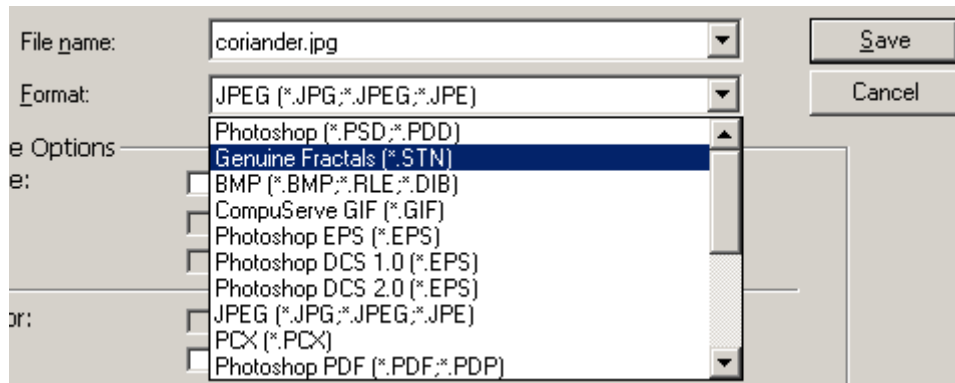 File name: coriander.jpg Save
Format: JPEG (*.JPG;*.JPEG;*.JPE) Cancel
Photoshop (*.PSD;*.PDD)
e Options
Genuine Fractals (*.STN)
e:
BMP (*.BMP;*.RLE;*.DIB)
CompuServe GIF (*.GIF)
Photoshop EPS (*.EPS)
Photoshop DCS 1.0 (*.EPS)
Photoshop DCS 2.0 (*.EPS)
or:
JPEG (*.JPG;*.JPEG;*.JPE)
PCX (*.PCX)
Photoshop PDF (*.PDF;*.PDP)